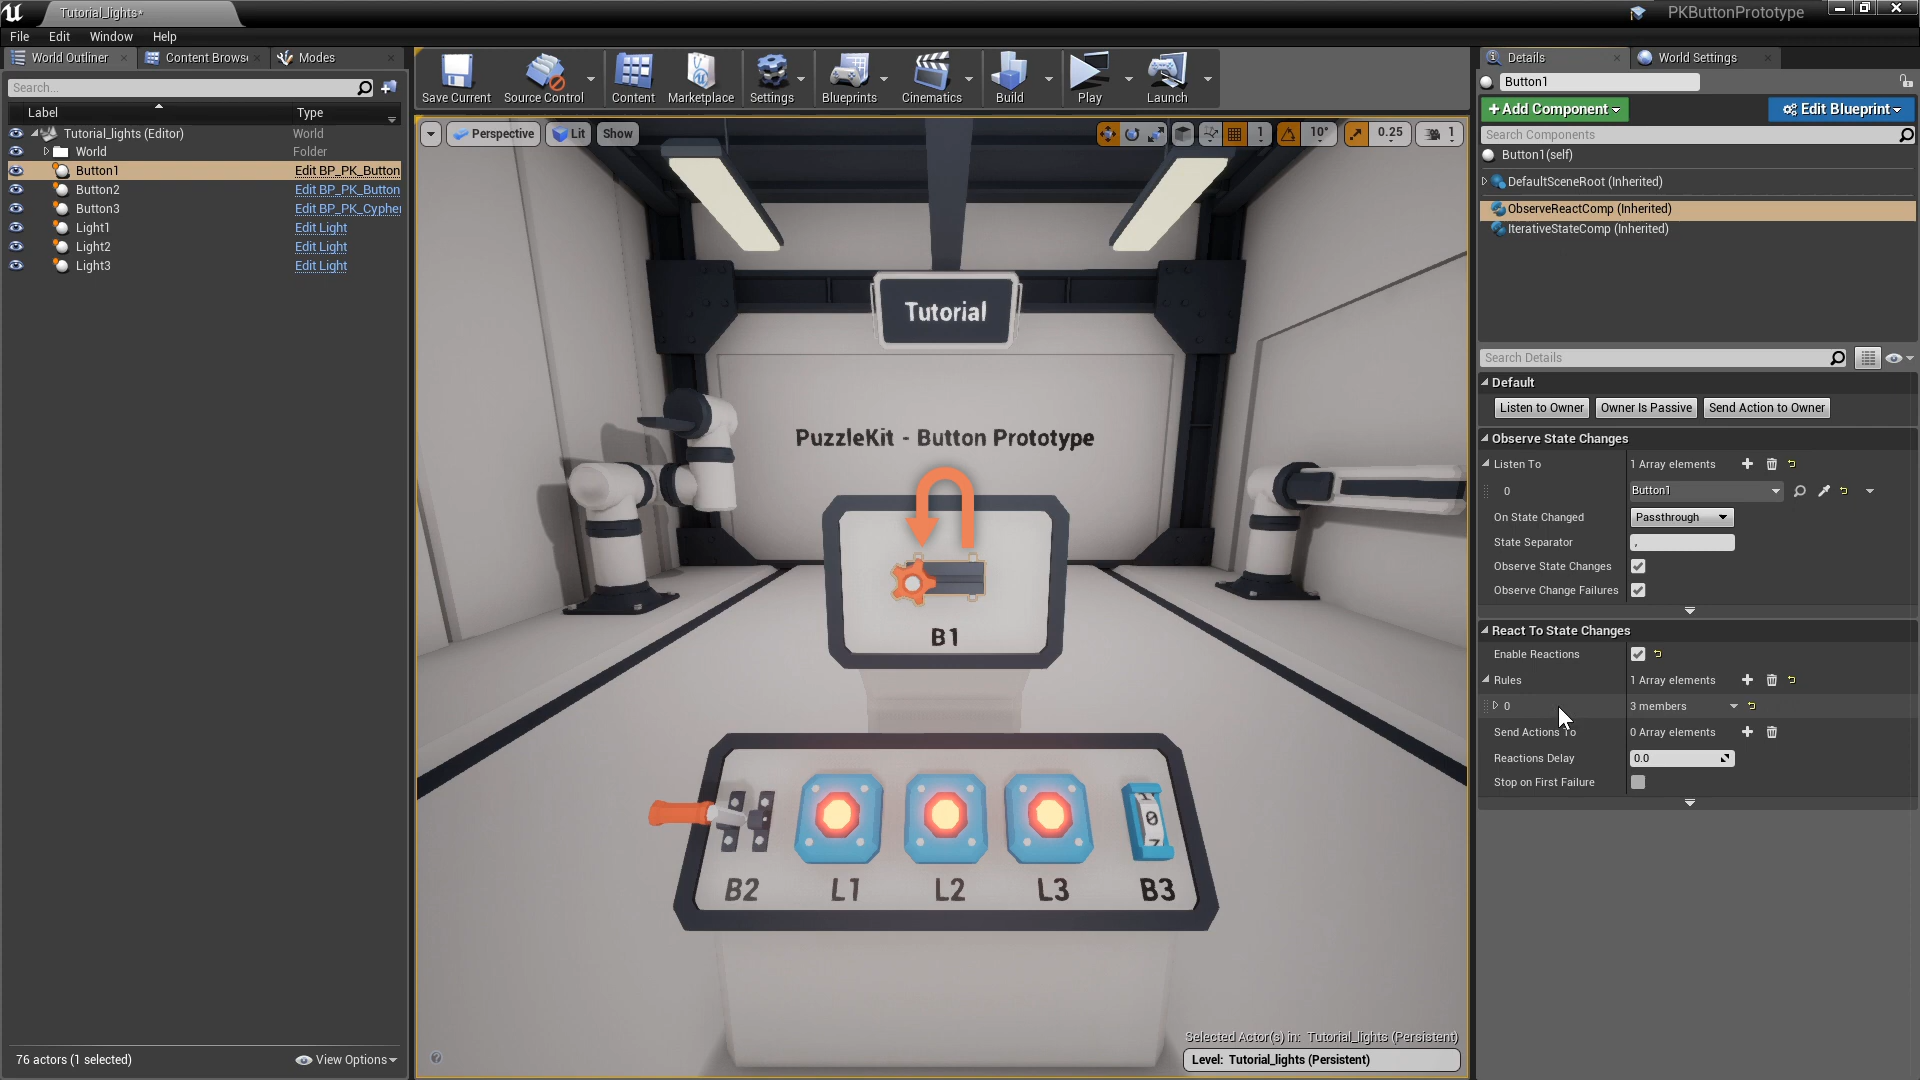 Tutorial_lights*
PKButtonPrototype
File Edit Window Help
World Outliner
Content Browse
Modes
Search...
Label Type
Tutorial_lights (Editor) World
World Folder
Button1 Edit BP_PK_Button
Button2 Edit BP_PK_Button
Button3 Edit BP_PK_Cypher
Light1 Edit Light
Light2 Edit Light
Light3 Edit Light
76 actors (1 selected)
View Options
Save Current
Source Control
Content
Marketplace
Settings
Blueprints
Cinematics
Build
Play
Launch
Perspective
Lit
Show
1
10°
0.25
1
Tutorial
PuzzleKit - Button Prototype
B1
0
7
B2 L1 L2 L3 B3
Selected Actor(s) in: Tutorial_lights (Persistent)
Level: Tutorial_lights (Persistent)
Details
World Settings
Button1
+Add Component
Edit Blueprint
Search Components
Button1(self)
DefaultSceneRoot (Inherited)
ObserveReactComp (Inherited)
IterativeStateComp (Inherited)
Search Details
Default
Listen to Owner
Owner Is Passive
Send Action to Owner
Observe State Changes
Listen To 1 Array elements
0 Button1
On State Changed Passthrough
State Separator ,
Observe State Changes
Observe Change Failures
React To State Changes
Enable Reactions
Rules 1 Array elements
0 3 members
Send Actions To 0 Array elements
Reactions Delay 0.0
Stop on First Failure